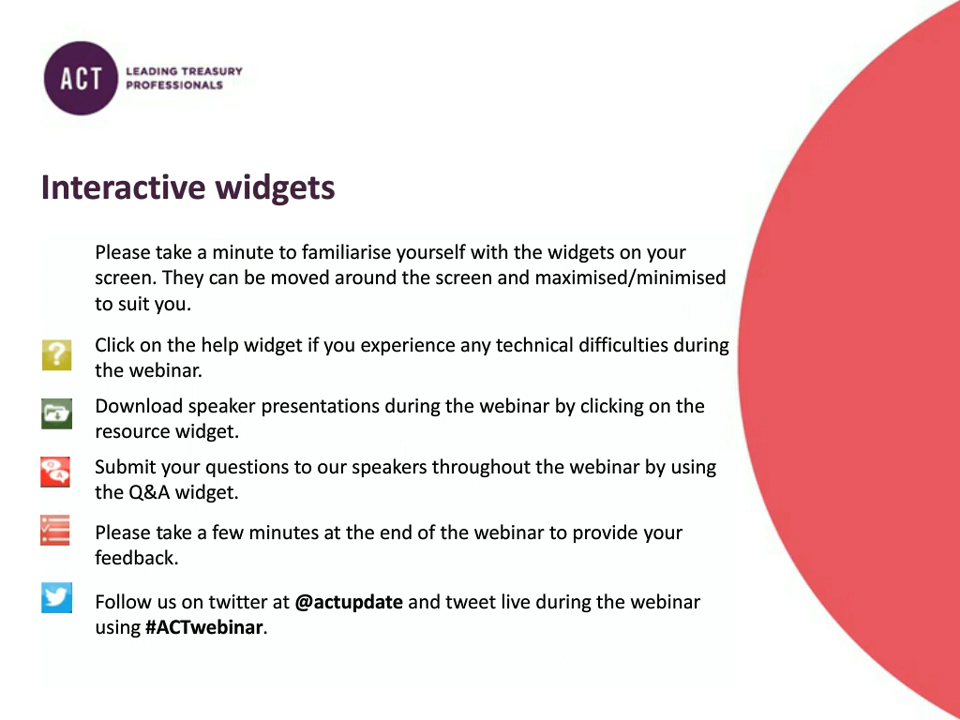 ACT
LEADING TREASURY
PROFESSIONALS
Interactive widgets
Please take a minute to familiarise yourself with the widgets on your
screen. They can be moved around the screen and maximised/minimised
to suit you.
?
Click on the help widget if you experience any technical difficulties during
the webinar.
Download speaker presentations during the webinar by clicking on the
resource widget.
Q
A
Submit your questions to our speakers throughout the webinar by using
the Q&A widget.
Please take a few minutes at the end of the webinar to provide your
feedback.
Follow us on twitter at @actupdate and tweet live during the webinar
using #ACTwebinar.